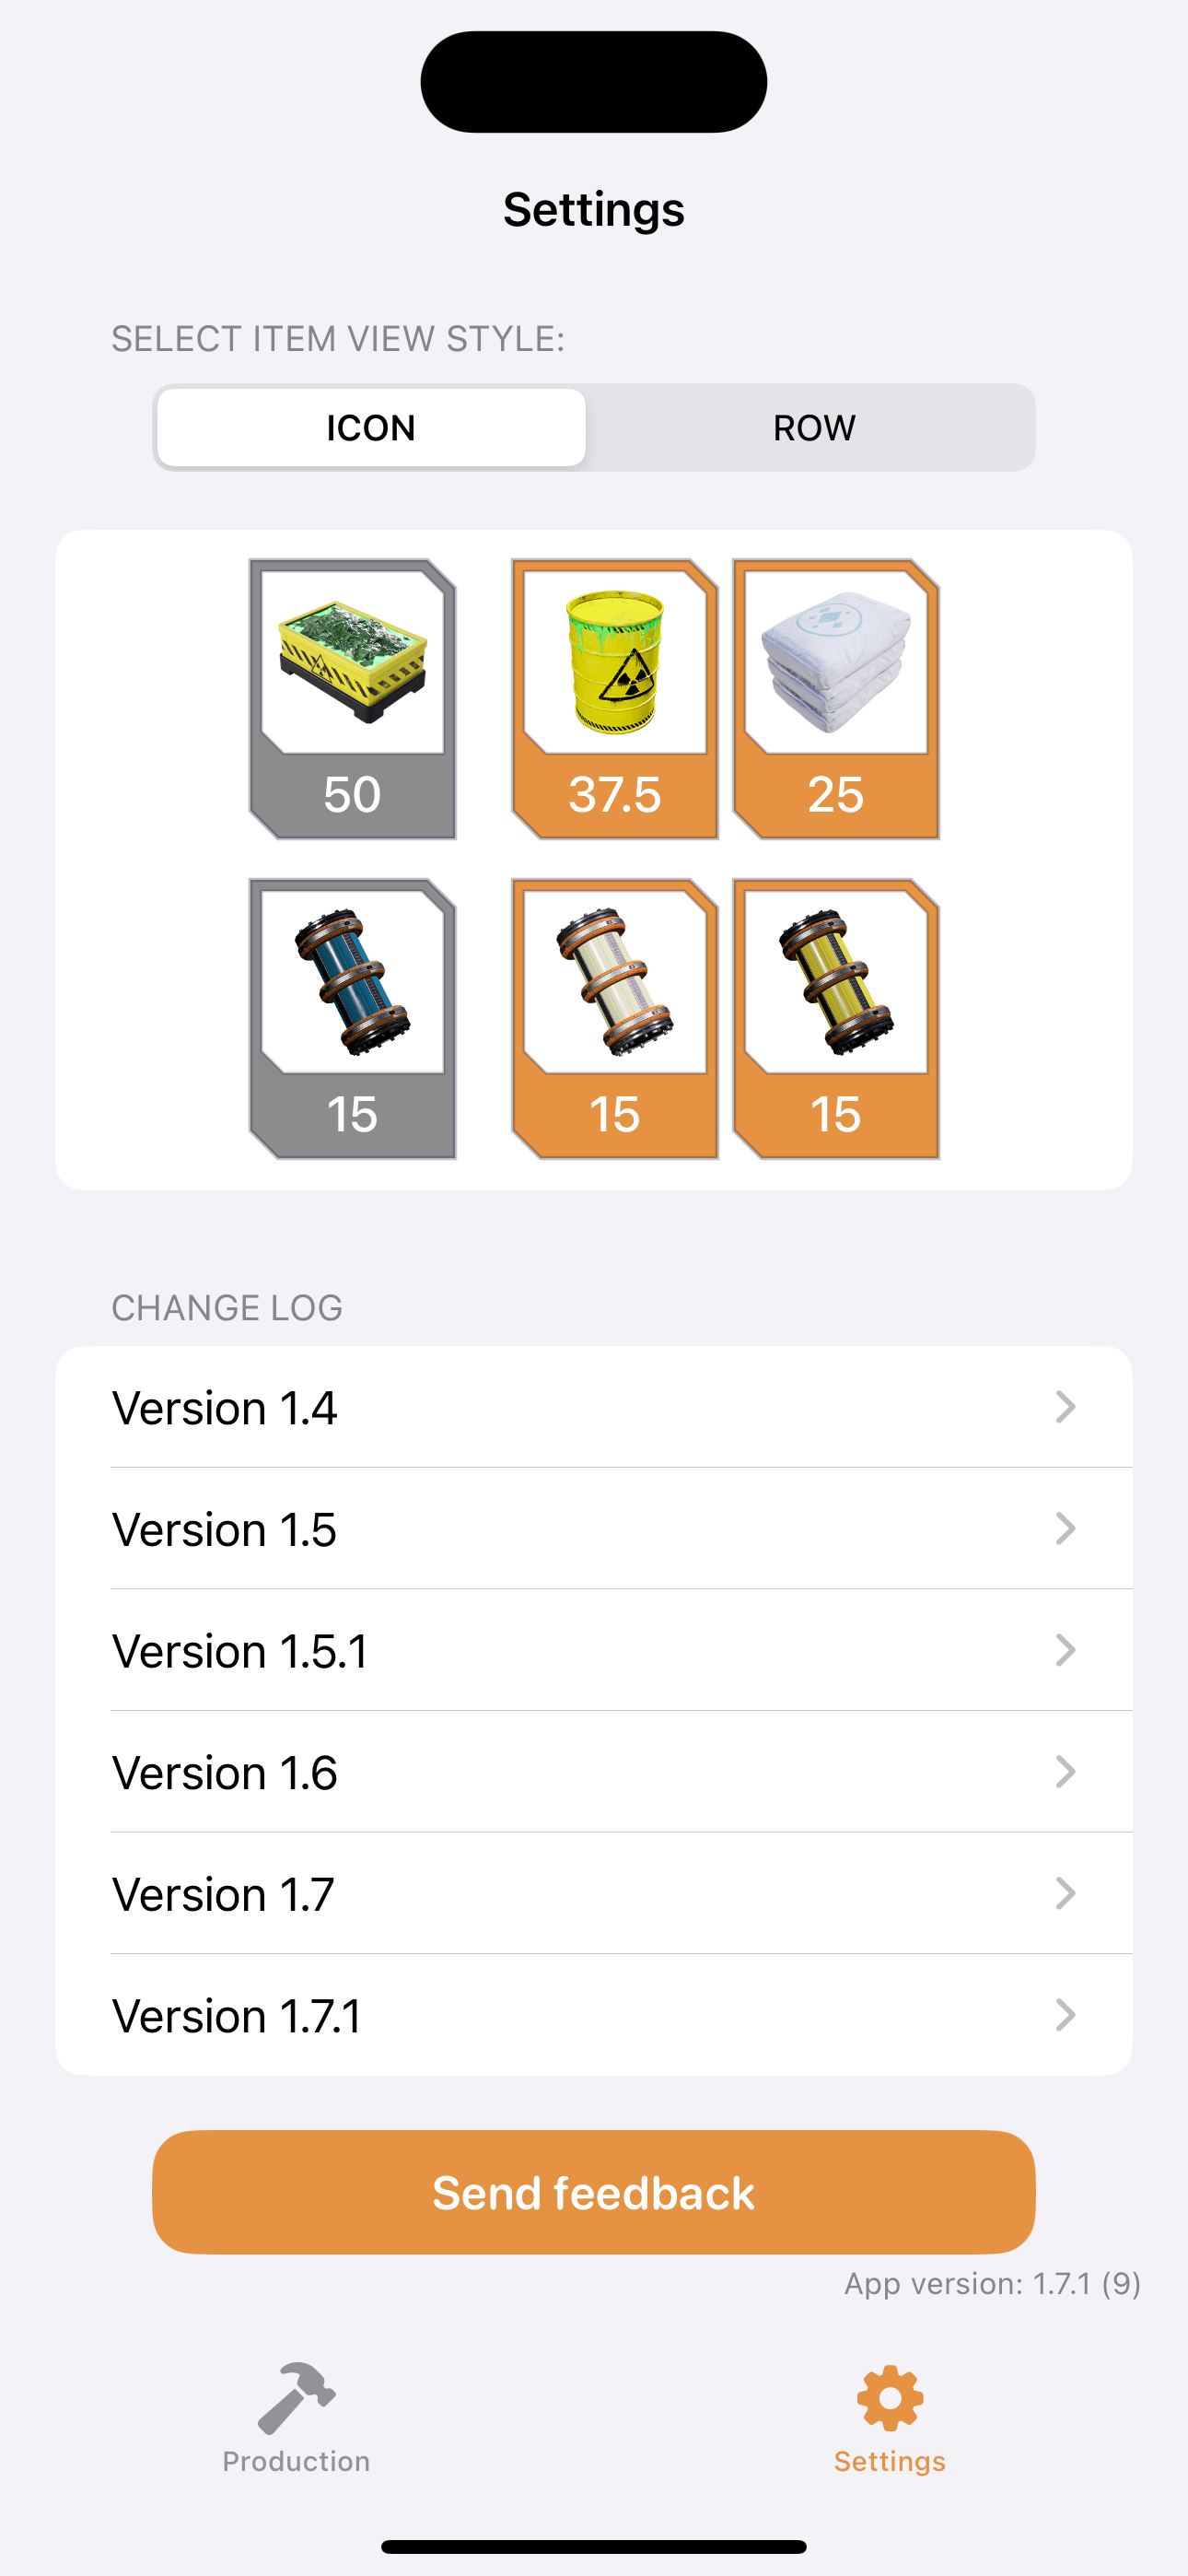 Settings
SELECT ITEM VIEW STYLE:
ICON ROW
50 37.5 25
15 15 15
CHANGE LOG
Version 1.4
Version 1.5
Version 1.5.1
Version 1.6
Version 1.7
Version 1.7.1
Send feedback
App version: 1.7.1 (9)
Production Settings